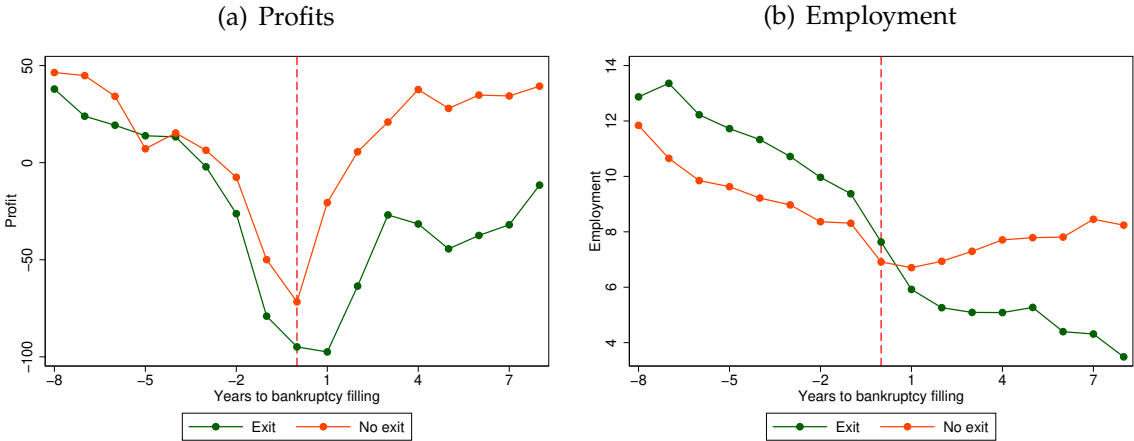 (a) Profits
50
0
−50
−100
Profit
−8
−5
−2
1
4
7
Years to bankruptcy filling
Exit
No exit
(b) Employment
14
12
10
8
6
4
Employment
−8
−5
−2
1
4
7
Years to bankruptcy filling
Exit
No exit